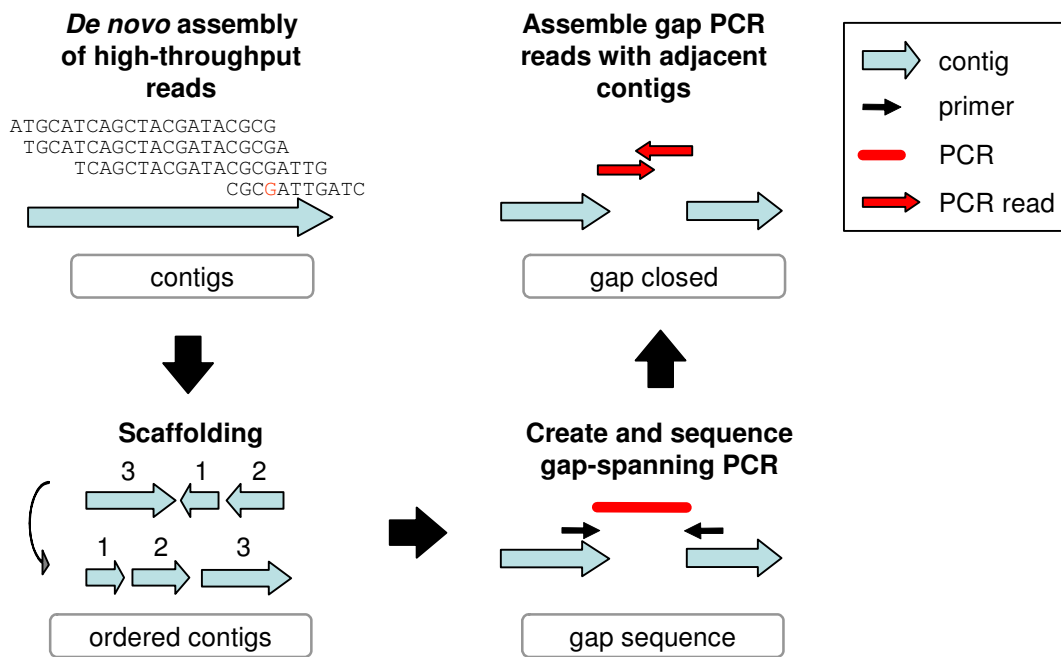 De novo assembly
of high-throughput
reads
ATGCATCAGCTACGATACGCG
TGCATCAGCTACGATACGCGA
TCAGCTACGATACGCGATTG
CGCGATTGATC
contigs
Scaffolding
3 1 2
1 2 3
ordered contigs
Create and sequence
gap-spanning PCR
gap sequence
Assemble gap PCR
reads with adjacent
contigs
gap closed
contig
primer
PCR
PCR read